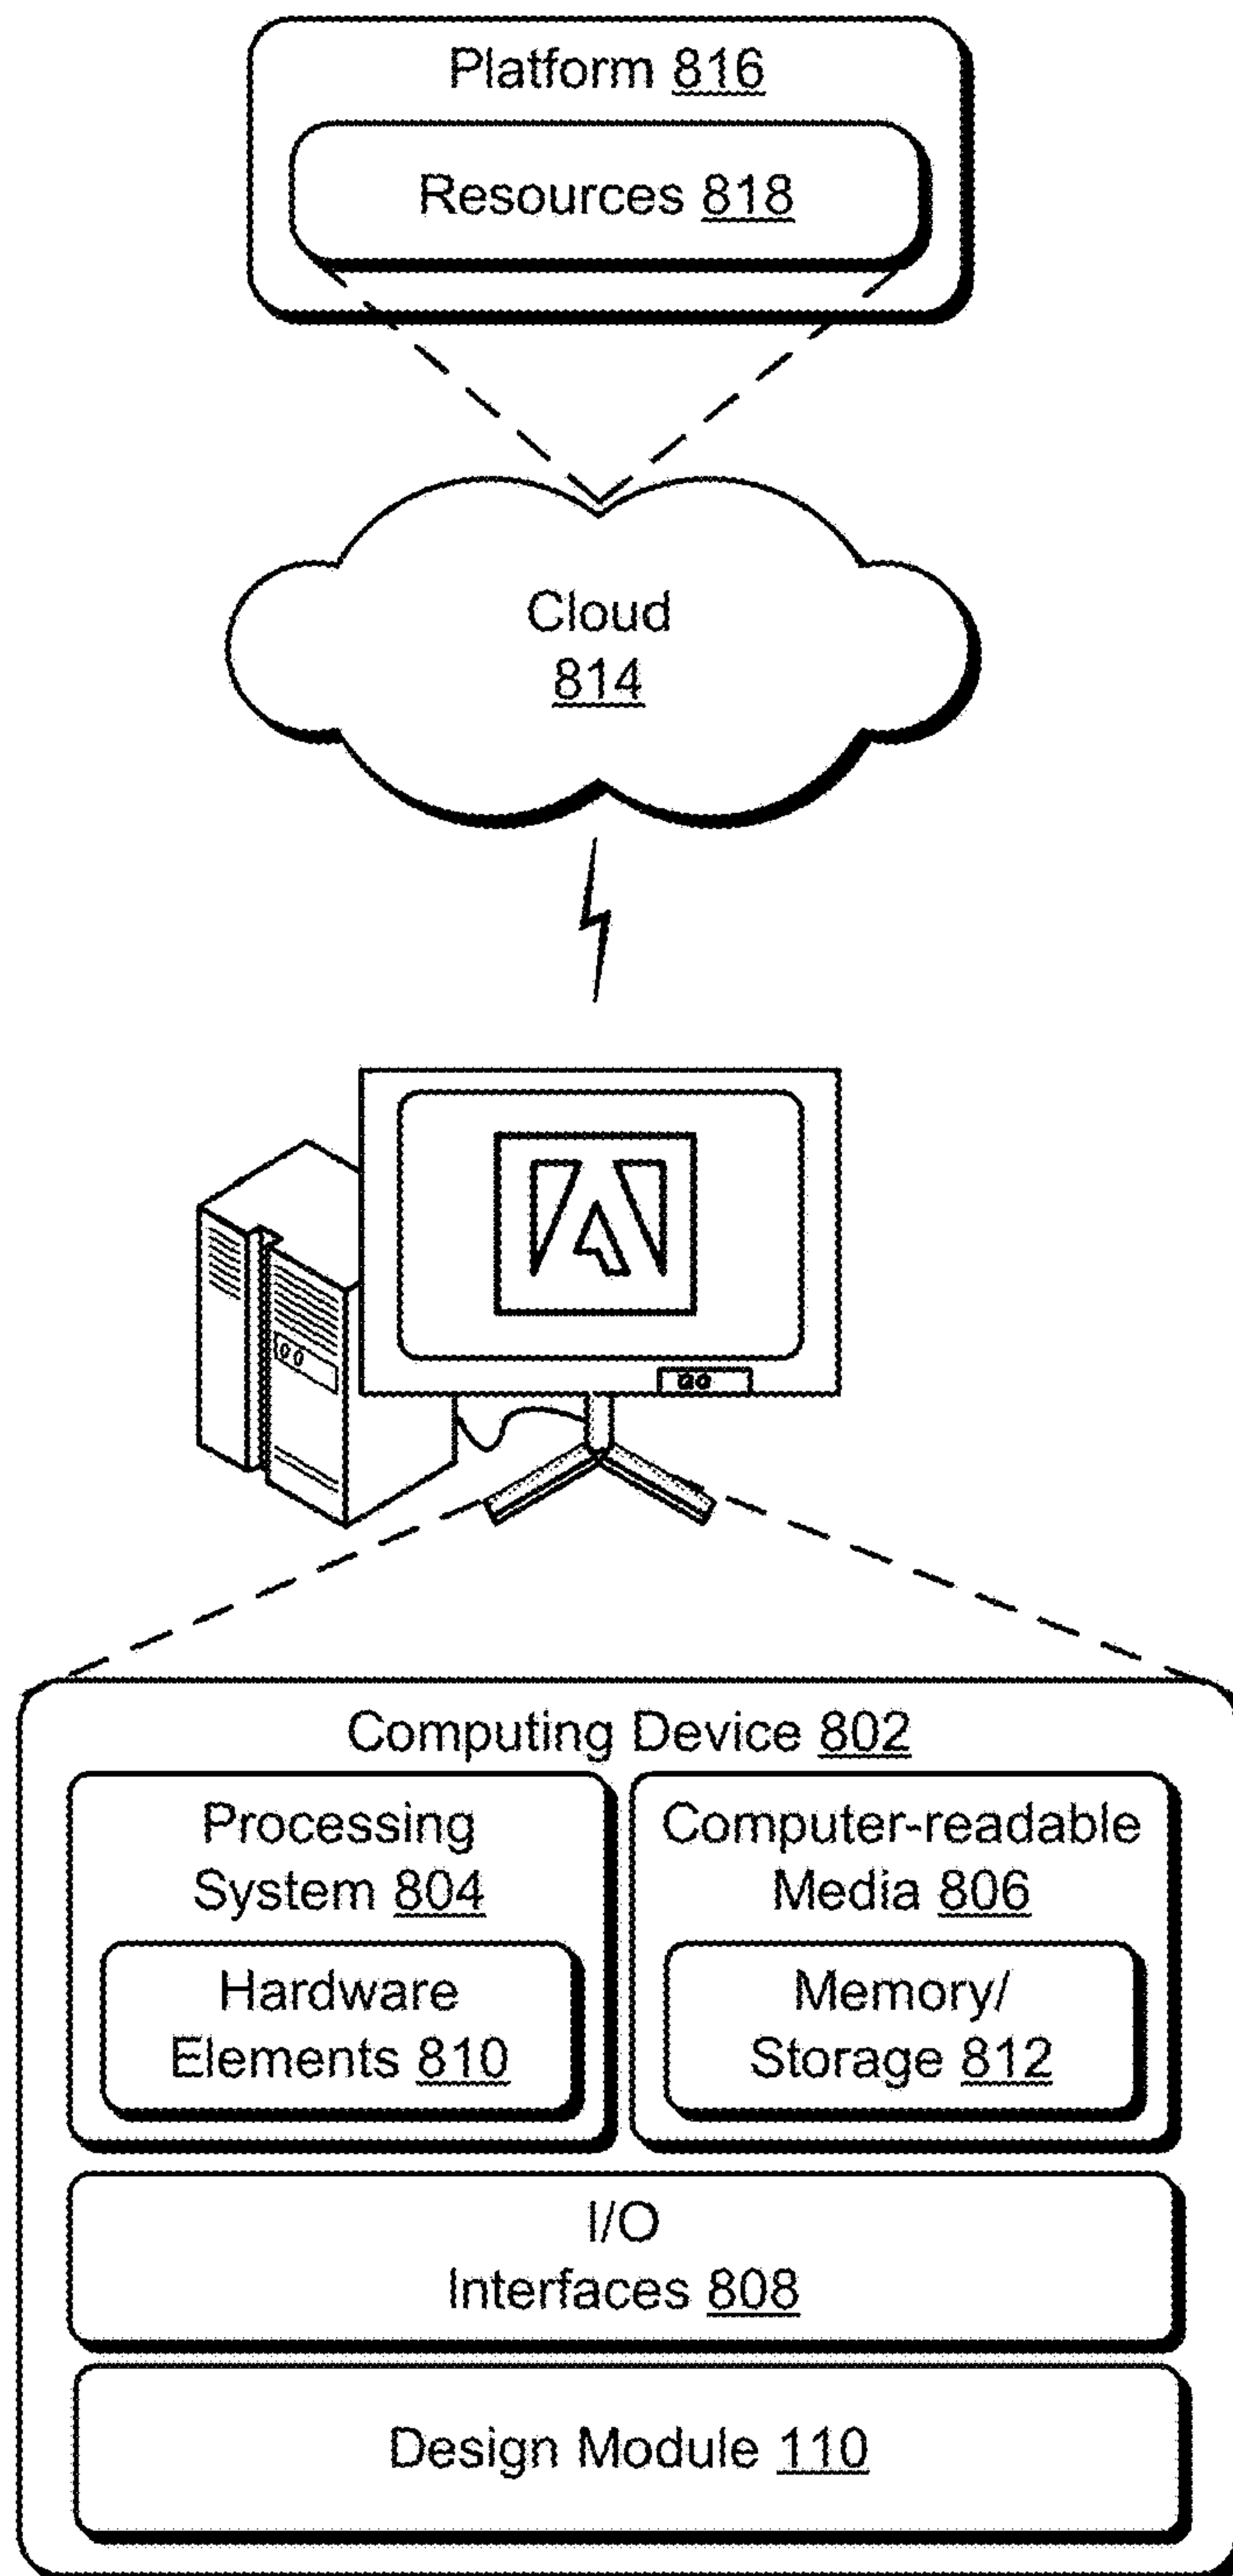 Platform 816
Resources 818
Cloud
814
Computing Device 802
Processing
System 804
Hardware
Elements 810
Computer-readable
Media 806
Memory/
Storage 812
I/O
Interfaces 808
Design Module 110